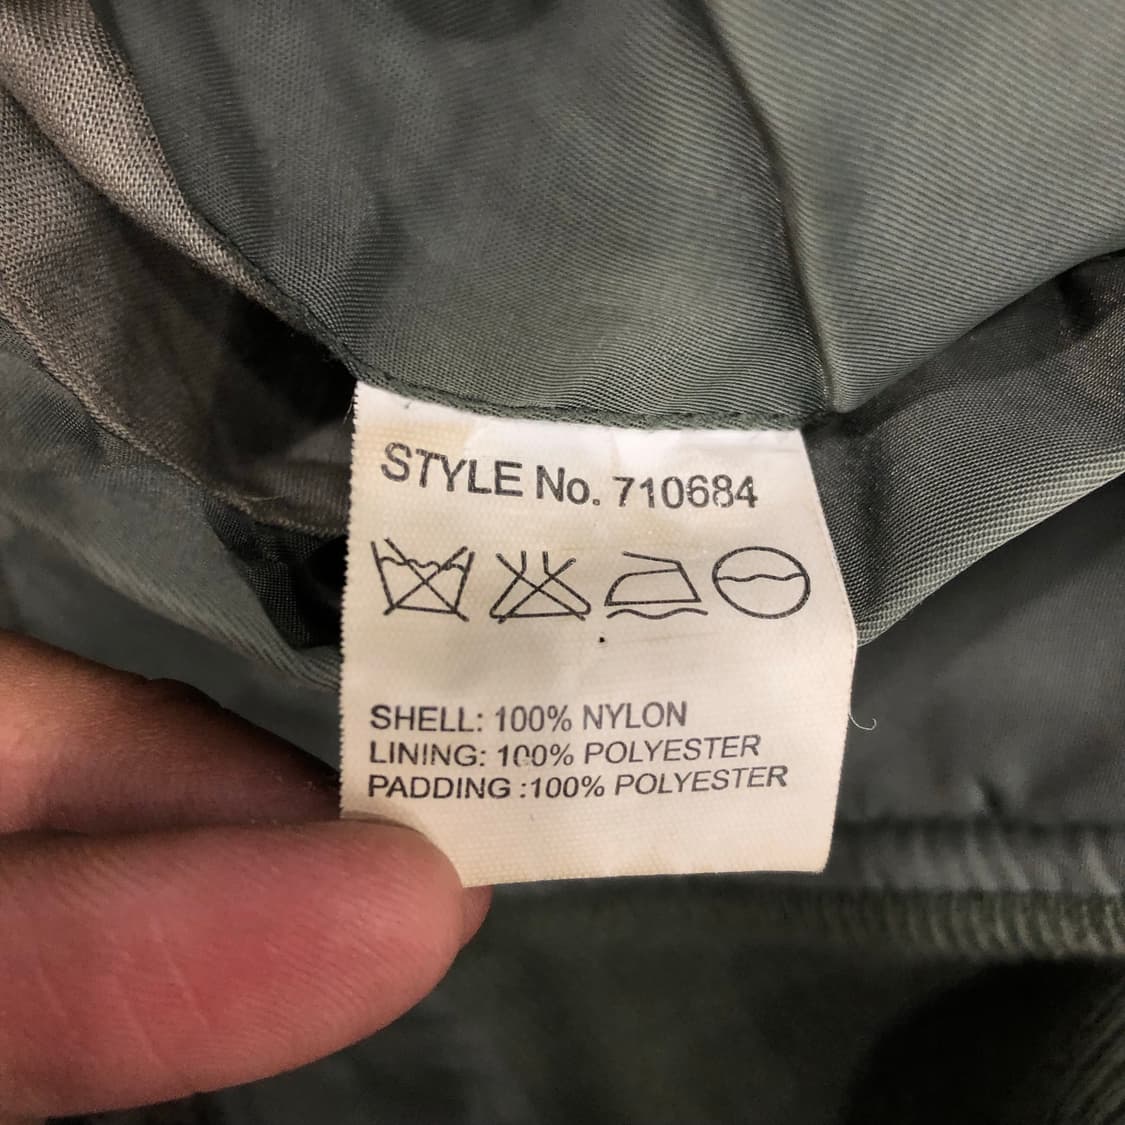 STYLE No. 710684
SHELL: 100% NYLON
LINING: 100% POLYESTER
PADDING :100% POLYESTER